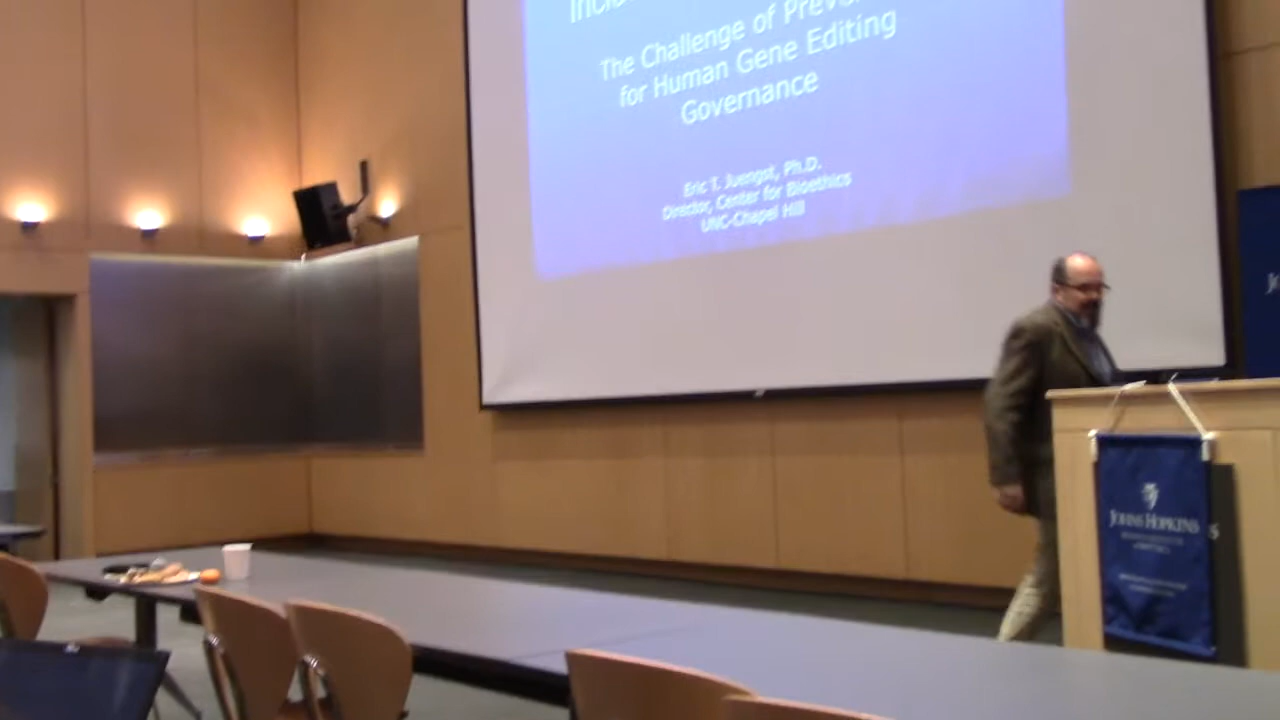 The Challenge of
for Human Gene Editing
Governance
Eric T. Juengst, Ph.D.
Director, Center for Bioethics
UNC-Chapel Hill
JOHNS HOPKINS